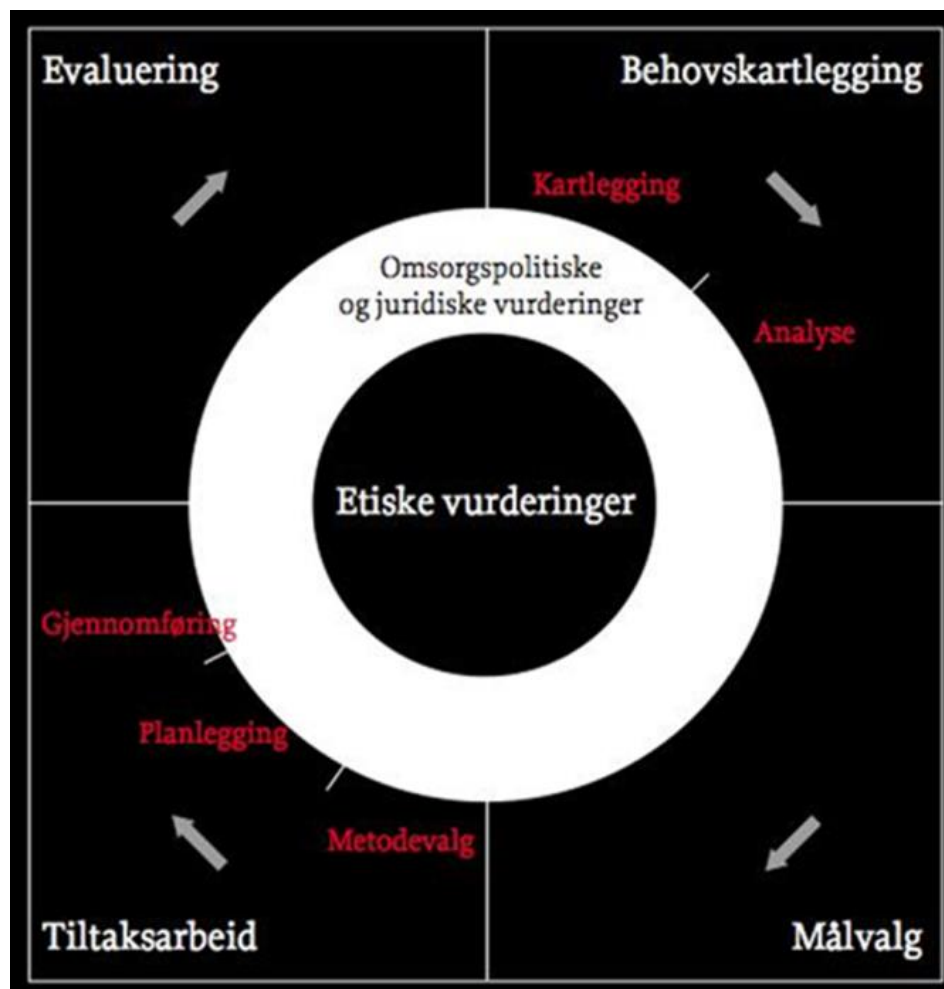 Evaluering
Behovskartlegging
Kartlegging
Omsorgspolitiske
og juridiske vurderinger
Analyse
Etiske vurderinger
Gjennomføring
Planlegging
Metodevalg
Tiltaksarbeid
Målvalg